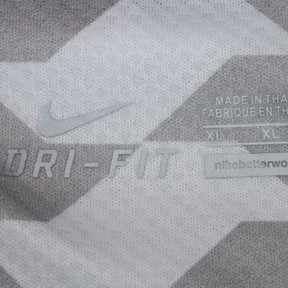 DRI-FIT
MADE IN THA
FABRIQUE EN TH
XL XL
nikebetterwo